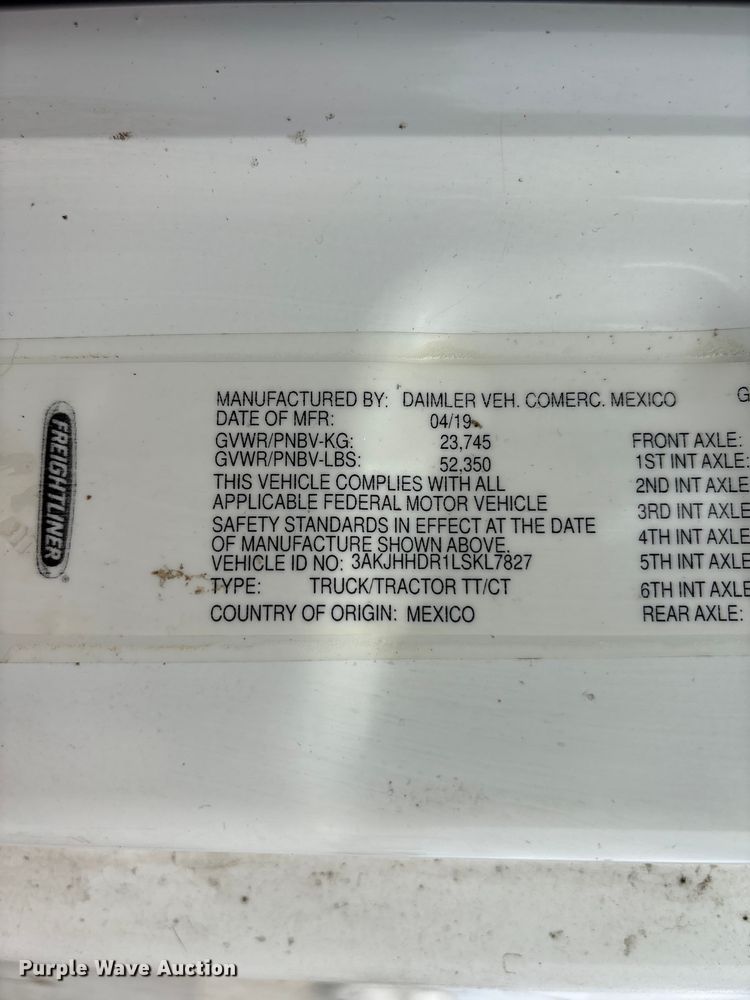 MANUFACTURED BY: DAIMLER VEH. COMERC. MEXICO G
DATE OF MFR: 04/19
GVWR/PNBV-KG: 23,745 FRONT AXLE:
GVWR/PNBV-LBS: 52,350 1ST INT AXLE:
THIS VEHICLE COMPLIES WITH ALL 2ND INT AXLE
APPLICABLE FEDERAL MOTOR VEHICLE 3RD INT AXLE
SAFETY STANDARDS IN EFFECT AT THE DATE 4TH INT AXLE
OF MANUFACTURE SHOWN ABOVE.
VEHICLE ID NO: 3AKJHHDR1LSKL7827 5TH INT AXLE
TYPE: TRUCK/TRACTOR TT/CT 6TH INT AXLE
COUNTRY OF ORIGIN: MEXICO REAR AXLE:
FREIGHTLINER
Purple Wave Auction